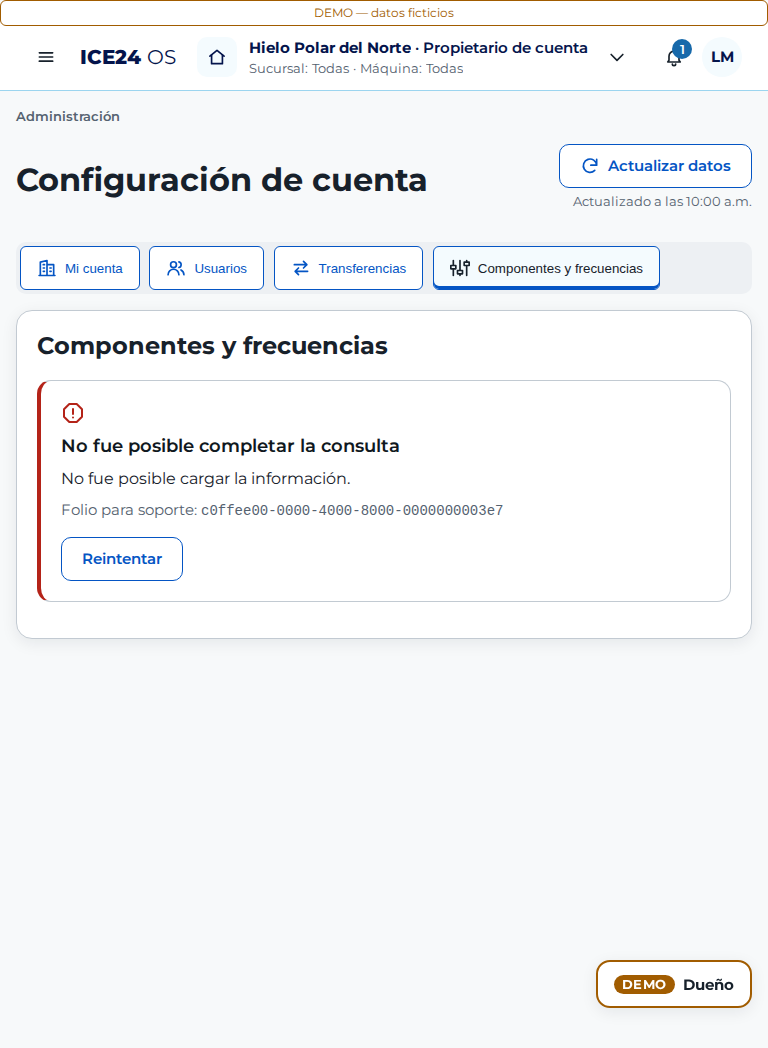 DEMO — datos ficticios
ICE24 OS
Hielo Polar del Norte · Propietario de cuenta
Sucursal: Todas · Máquina: Todas
1
LM
Administración
Configuración de cuenta
Actualizar datos
Actualizado a las 10:00 a.m.
Mi cuenta
Usuarios
Transferencias
Componentes y frecuencias
Componentes y frecuencias
No fue posible completar la consulta
No fue posible cargar la información.
Folio para soporte: c0ffee00-0000-4000-8000-0000000003e7
Reintentar
DEMO Dueño